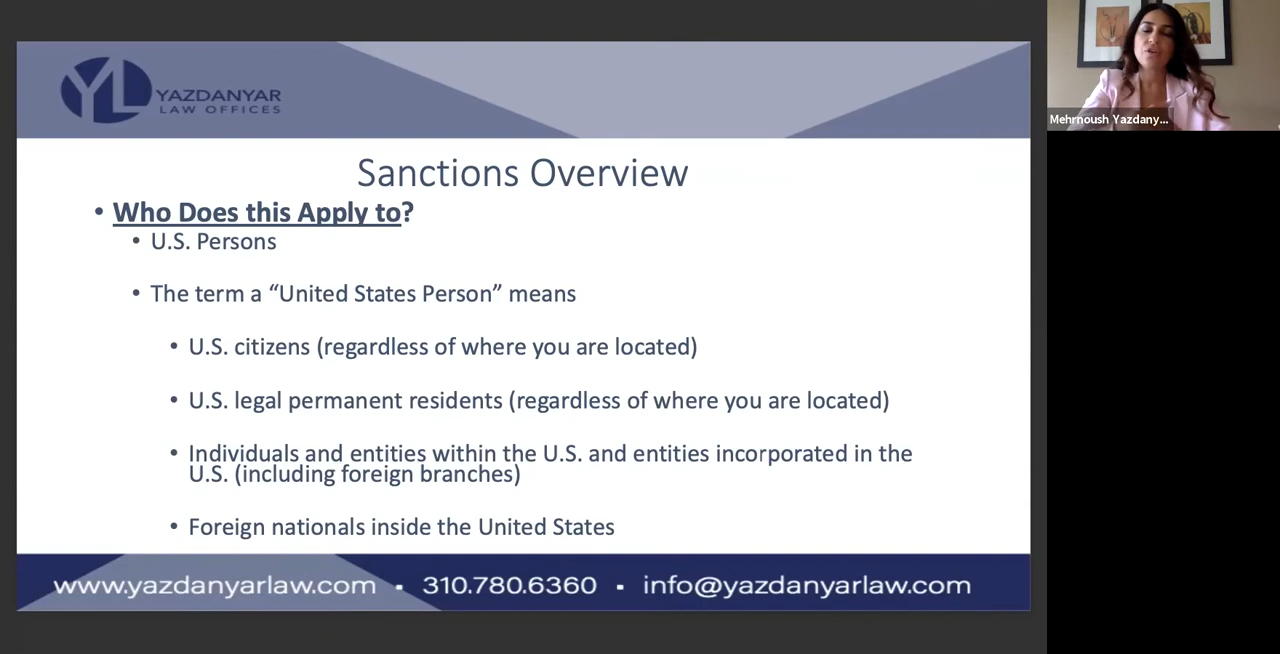 YL YAZDANYAR
LAW OFFICES
Sanctions Overview
• Who Does this Apply to?
• U.S. Persons
• The term a “United States Person” means
• U.S. citizens (regardless of where you are located)
• U.S. legal permanent residents (regardless of where you are located)
• Individuals and entities within the U.S. and entities incorporated in the
U.S. (including foreign branches)
• Foreign nationals inside the United States
www.yazdanyarlaw.com ▪ 310.780.6360 ▪ info@yazdanyarlaw.com
Mehrnoush Yazdany...